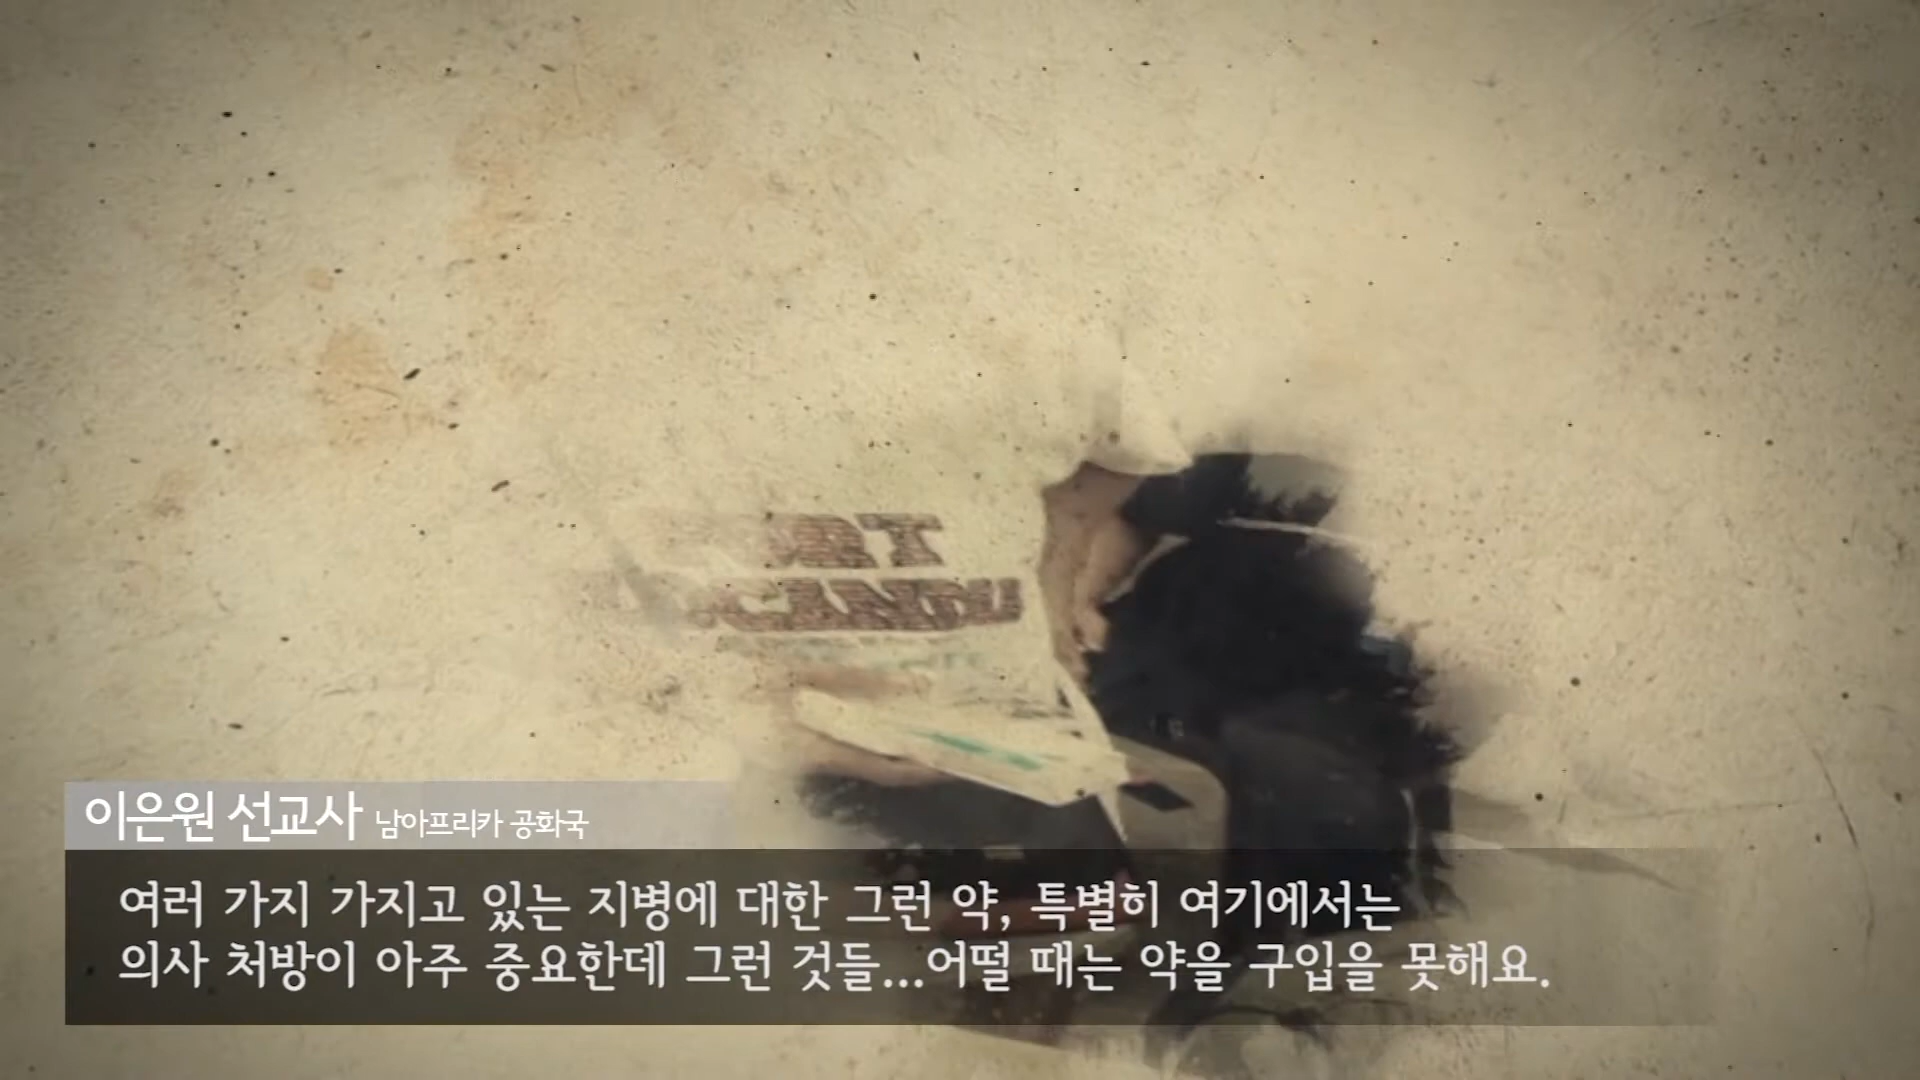 이은원 선교사 남아프리카 공화국
여러 가지 가지고 있는 지병에 대한 그런 약, 특별히 여기에서는
의사 처방이 아주 중요한데 그런 것들...어떨 때는 약을 구입을 못해요.